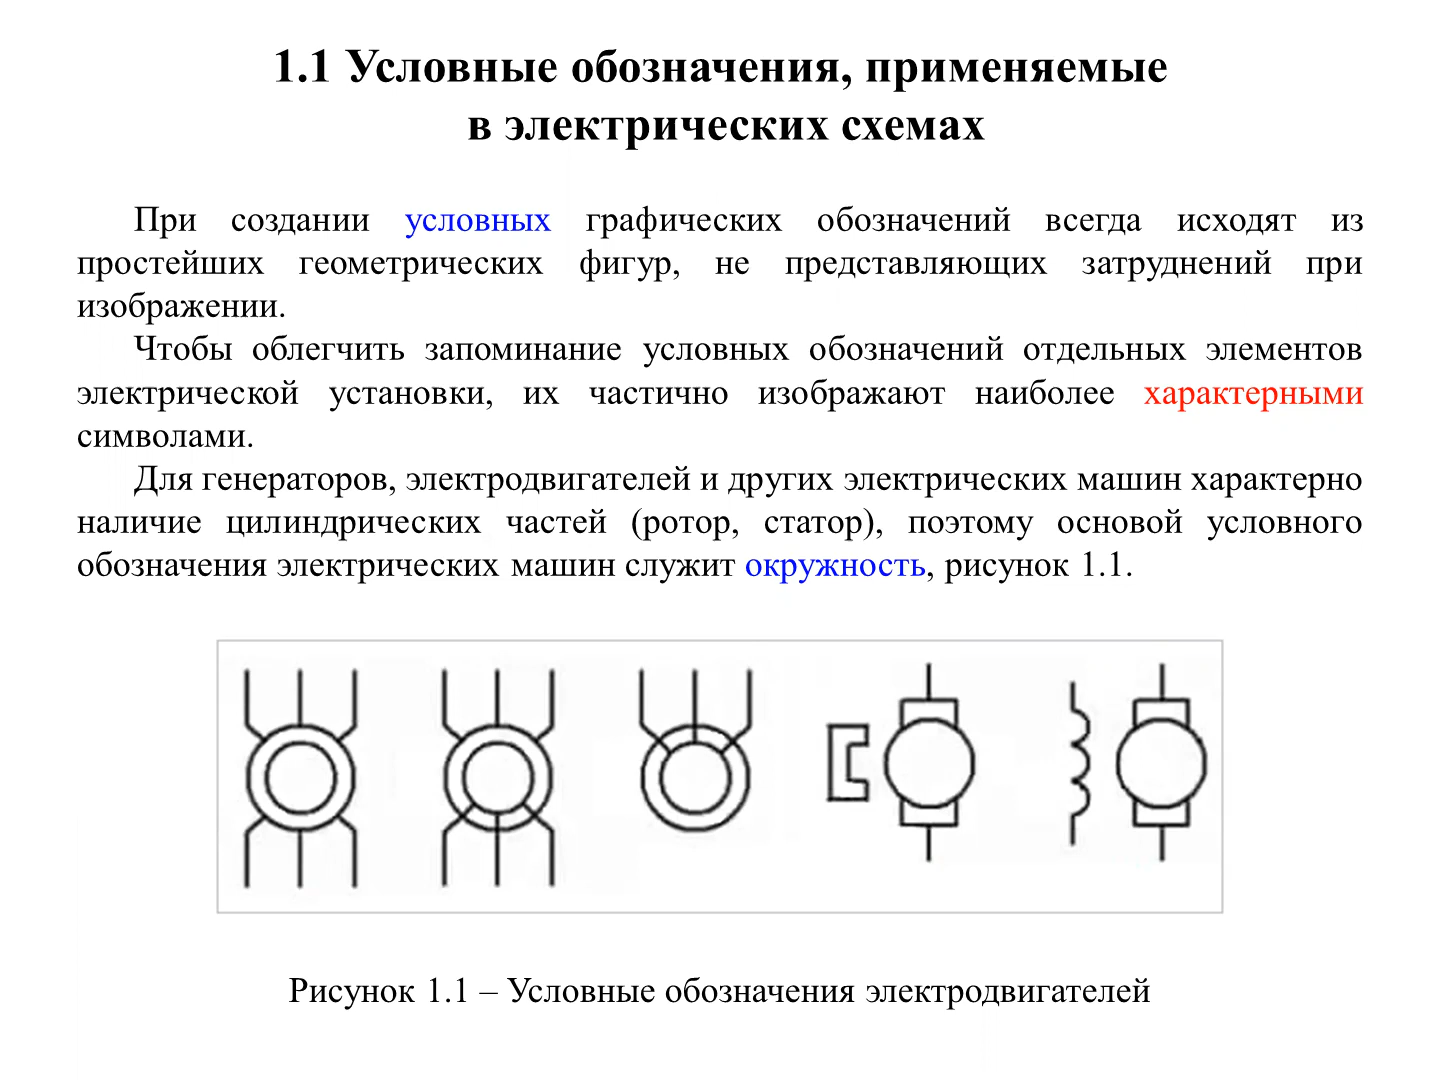 1.1 Условные обозначения, применяемые
в электрических схемах
При создании условных графических обозначений всегда исходят из
простейших геометрических фигур, не представляющих затруднений при
изображении.
Чтобы облегчить запоминание условных обозначений отдельных элементов
электрической установки, их частично изображают наиболее характерными
символами.
Для генераторов, электродвигателей и других электрических машин характерно
наличие цилиндрических частей (ротор, статор), поэтому основой условного
обозначения электрических машин служит окружность, рисунок 1.1.
Рисунок 1.1 – Условные обозначения электродвигателей